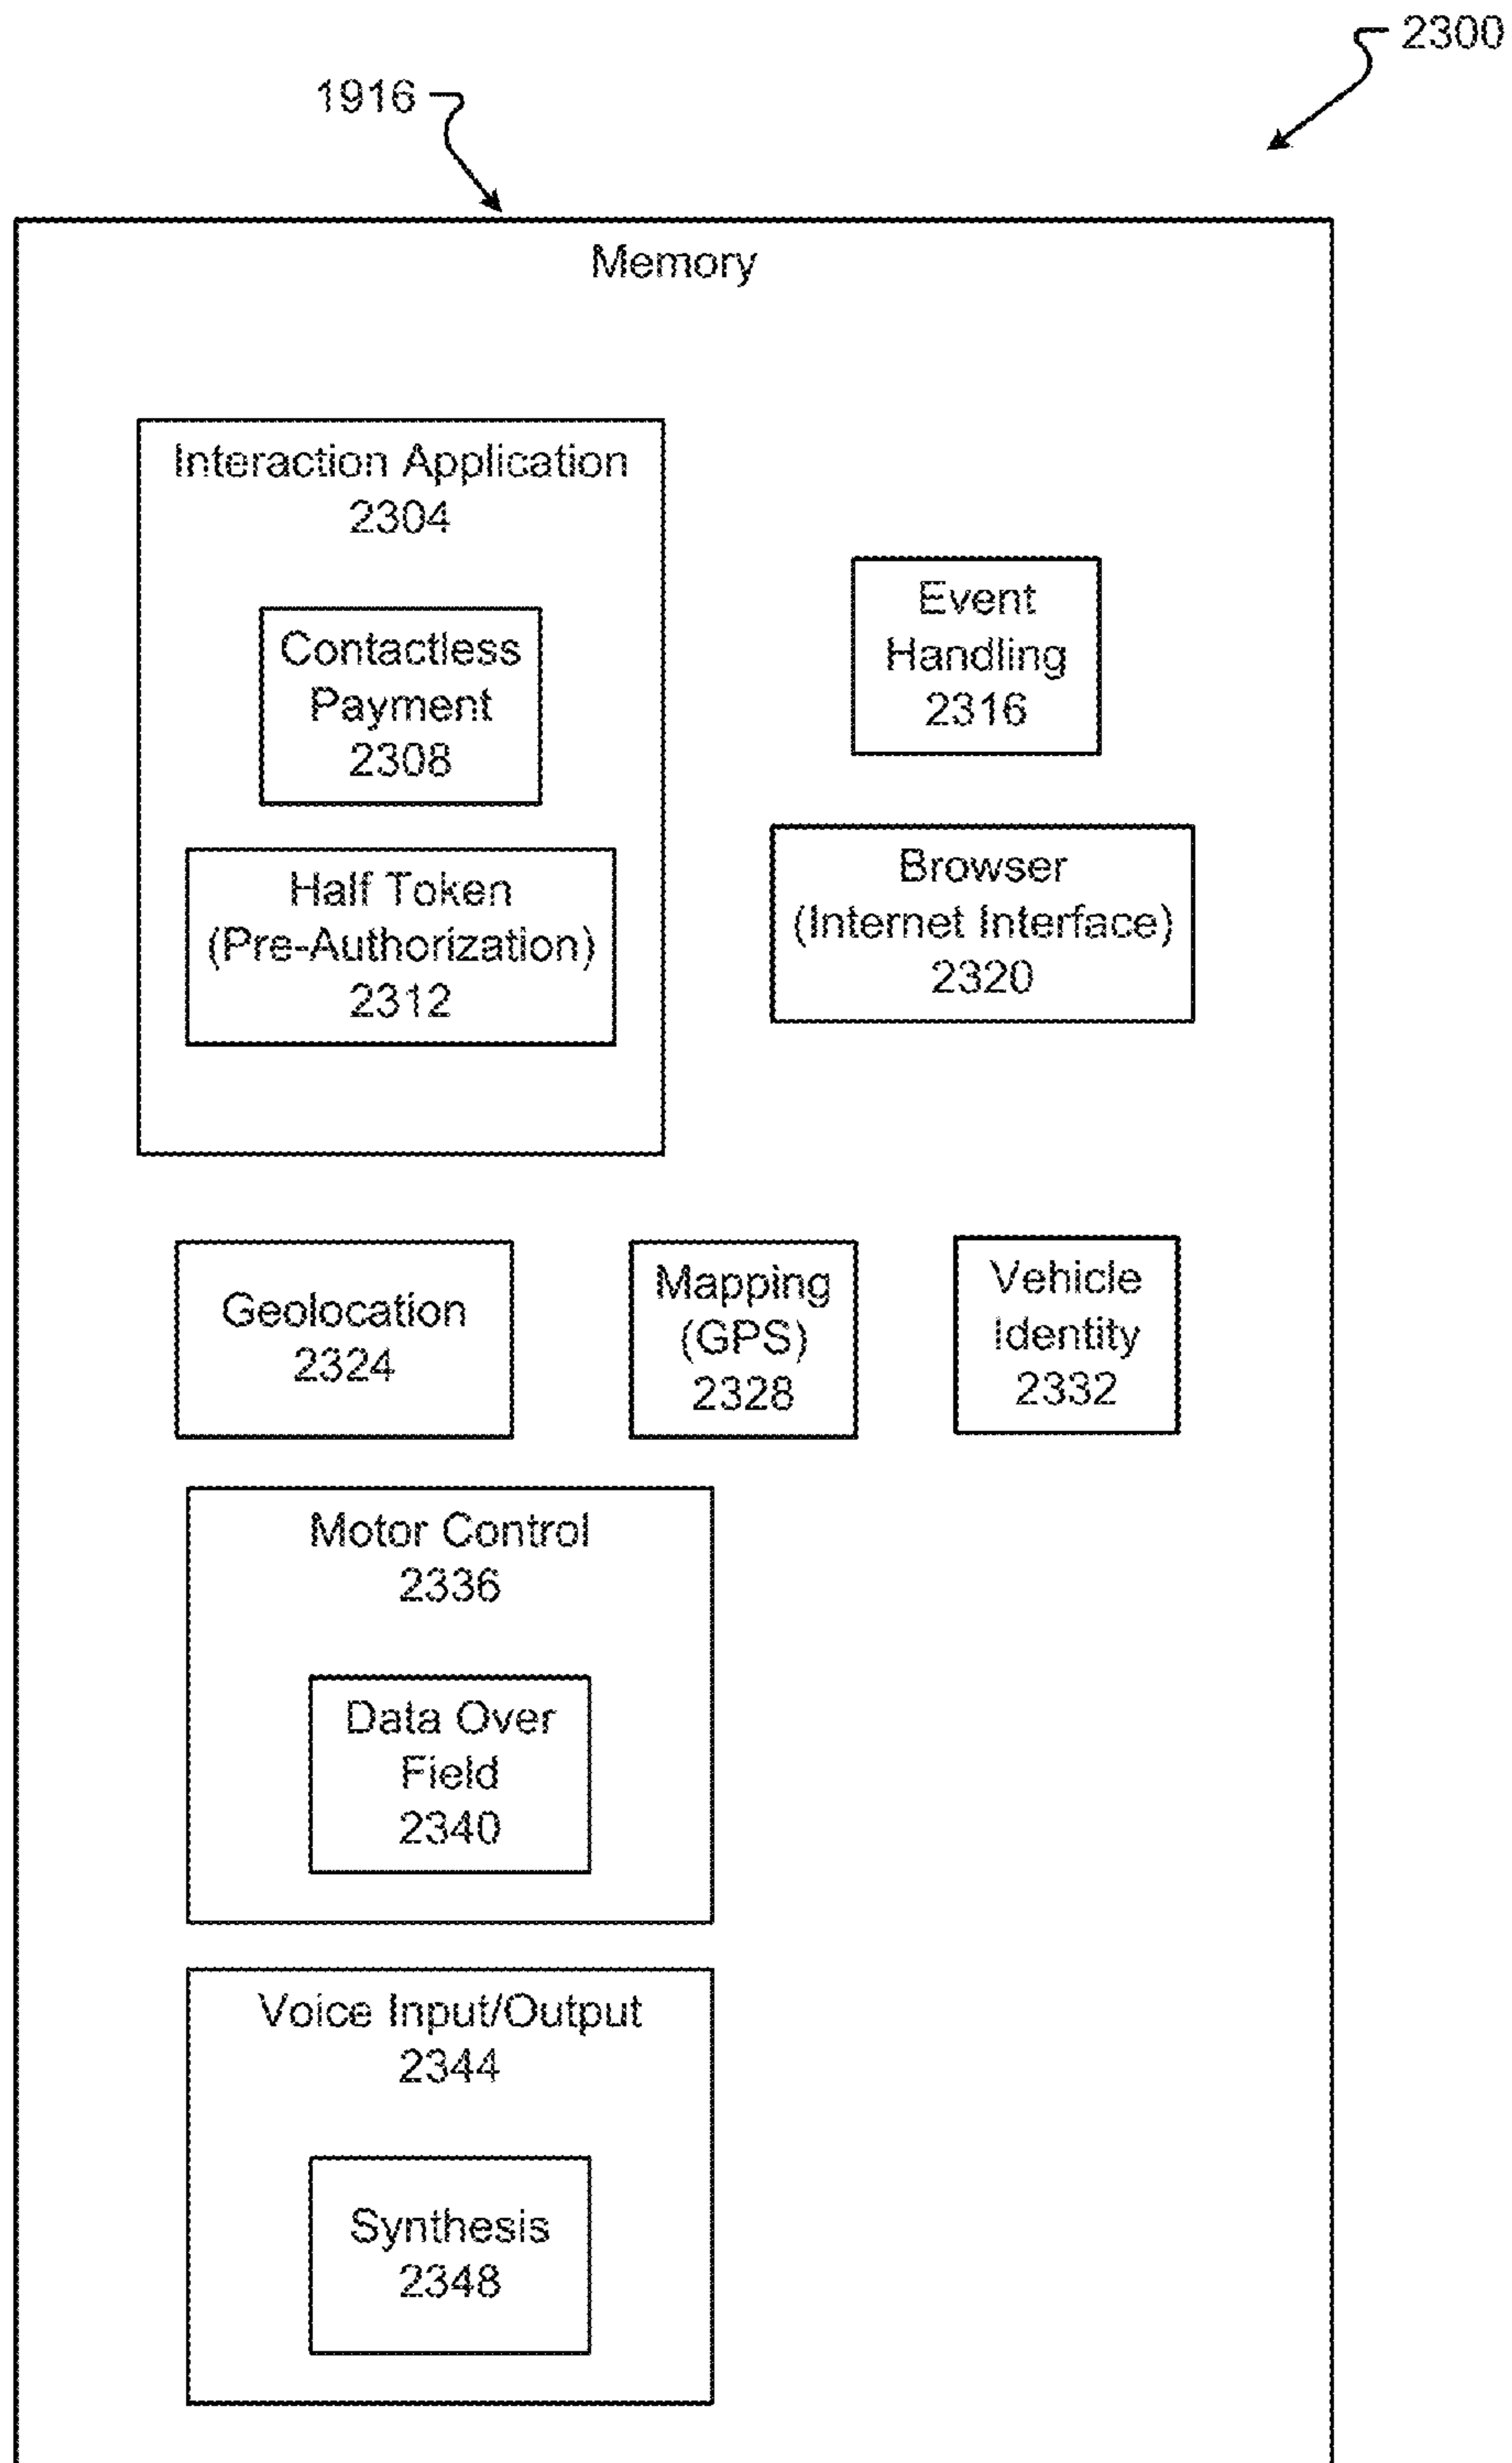 2300
1916
Memory
Interaction Application
2304
Contactless
Payment
2308
Half Token
(Pre-Authorization)
2312
Event
Handling
2316
Browser
(Internet Interface)
2320
Geolocation
2324
Mapping
(GPS)
2328
Vehicle
Identity
2332
Motor Control
2336
Data Over
Field
2340
Voice Input/Output
2344
Synthesis
2348